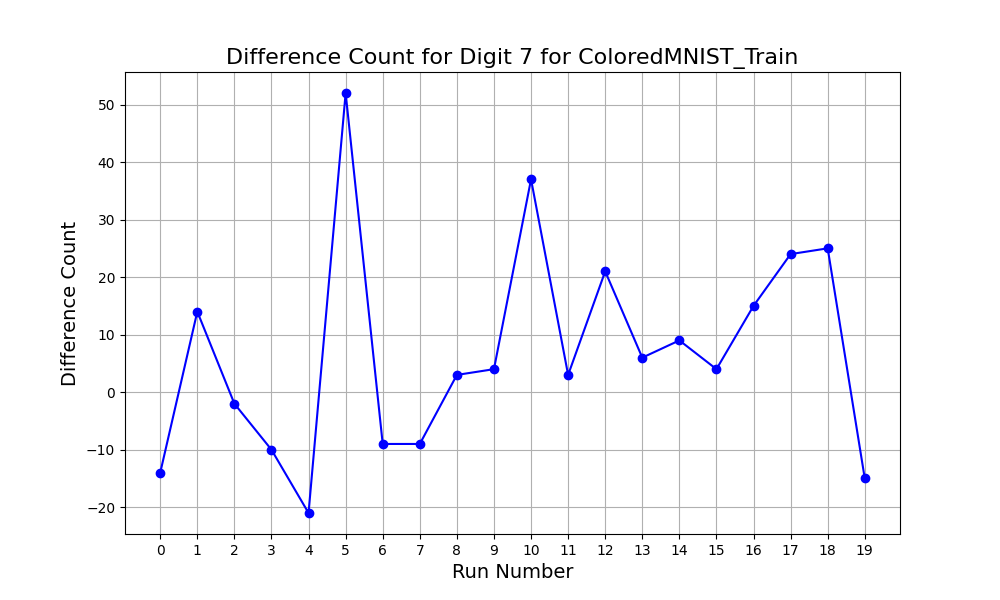 Difference Count for Digit 7 for ColoredMNIST_Train
Difference Count
50
40
30
20
10
0
−10
−20
0 1 2 3 4 5 6 7 8 9 10 11 12 13 14 15 16 17 18 19
Run Number